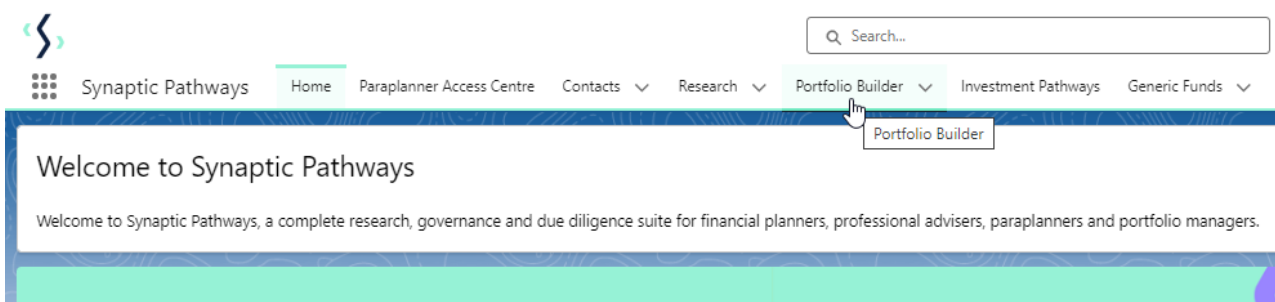 Search...
Synaptic Pathways Home Paraplanner Access Centre Contacts Research Portfolio Builder Investment Pathways Generic Funds
Portfolio Builder
Welcome to Synaptic Pathways
Welcome to Synaptic Pathways, a complete research, governance and due diligence suite for financial planners, professional advisers, paraplanners and portfolio managers.